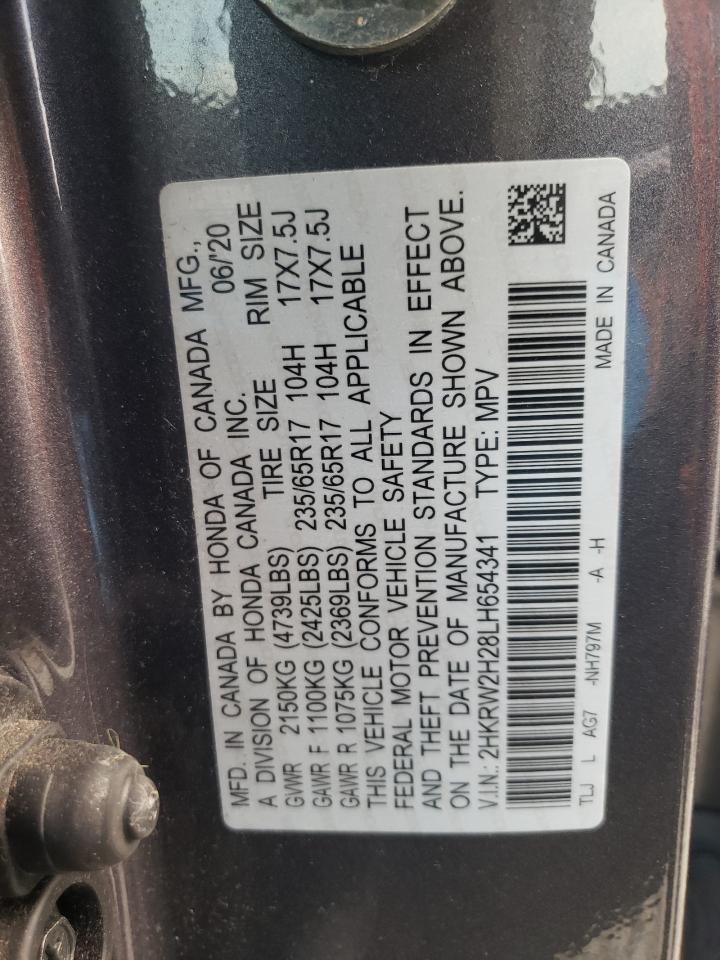 MFD. IN CANADA BY HONDA OF CANADA MFG.,
A DIVISION OF HONDA CANADA INC. 06/'20
GVWR 2150KG (4739LBS) TIRE SIZE RIM SIZE
GAWR F 1100KG (2425LBS) 235/65R17 104H 17X7.5J
GAWR R 1075KG (2369LBS) 235/65R17 104H 17X7.5J
THIS VEHICLE CONFORMS TO ALL APPLICABLE
FEDERAL MOTOR VEHICLE SAFETY
AND THEFT PREVENTION STANDARDS IN EFFECT
ON THE DATE OF MANUFACTURE SHOWN ABOVE.
V.I.N.: 2HKRW2H28LH654341 TYPE: MPV
TLJ L AG7 -NH797M -A -H MADE IN CANADA